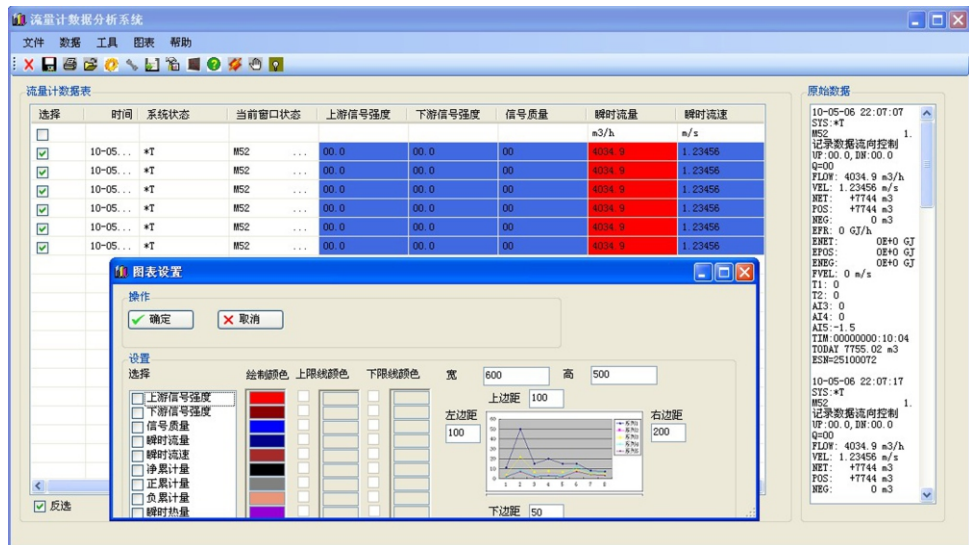 流量计数据分析系统
文件 数据 工具 图表 帮助
流量计数据表
选择 时间 系统状态 当前窗口状态 上游信号强度 下游信号强度 信号质量 瞬时流量 瞬时流速
m3/h m/s
10-05... *T M52 ... 00.0 00.0 00 4034.9 1.23456
10-05... *T M52 ... 00.0 00.0 00 4034.9 1.23456
10-05... *T M52 ... 00.0 00.0 00 4034.9 1.23456
10-05... *T M52 ... 00.0 00.0 00 4034.9 1.23456
10-05... *T M52 ... 00.0 00.0 00 4034.9 1.23456
10-05... *T M52 ... 00.0 00.0 00 4034.9 1.23456
反选
原始数据
10-05-06 22:07:07
SYS:*T
M52 1.
记录数据流向控制
UP:00.0,DN:00.0
Q=00
FLOW: 4034.9 m3/h
VEL: 1.23456 m/s
NET: +7744 m3
POS: +7744 m3
NEG: 0 m3
EFR: 0 GJ/h
ENET: 0E+0 GJ
EPOS: 0E+0 GJ
ENEG: 0E+0 GJ
FVEL: 0 m/s
T1: 0
T2: 0
AI3: 0
AI4: 0
AI5:-1.5
TIM:00000000:10:04
TODAY 7755.02 m3
ESN=25100072
10-05-06 22:07:17
SYS:*T
M52 1.
记录数据流向控制
UP:00.0,DN:00.0
Q=00
FLOW: 4034.9 m3/h
VEL: 1.23456 m/s
NET: +7744 m3
POS: +7744 m3
NEG: 0 m3
图表设置
操作
确定 取消
设置
选择 绘制颜色 上限线颜色 下限线颜色 宽 600 高 500
上游信号强度
下游信号强度
信号质量
瞬时流量
瞬时流速
净累计量
正累计量
负累计量
瞬时热量
上边距 100
左边距 100
右边距 200
60
50
40
30
20
10
0
1 2 3 4 5 6 7 8
下边距 50